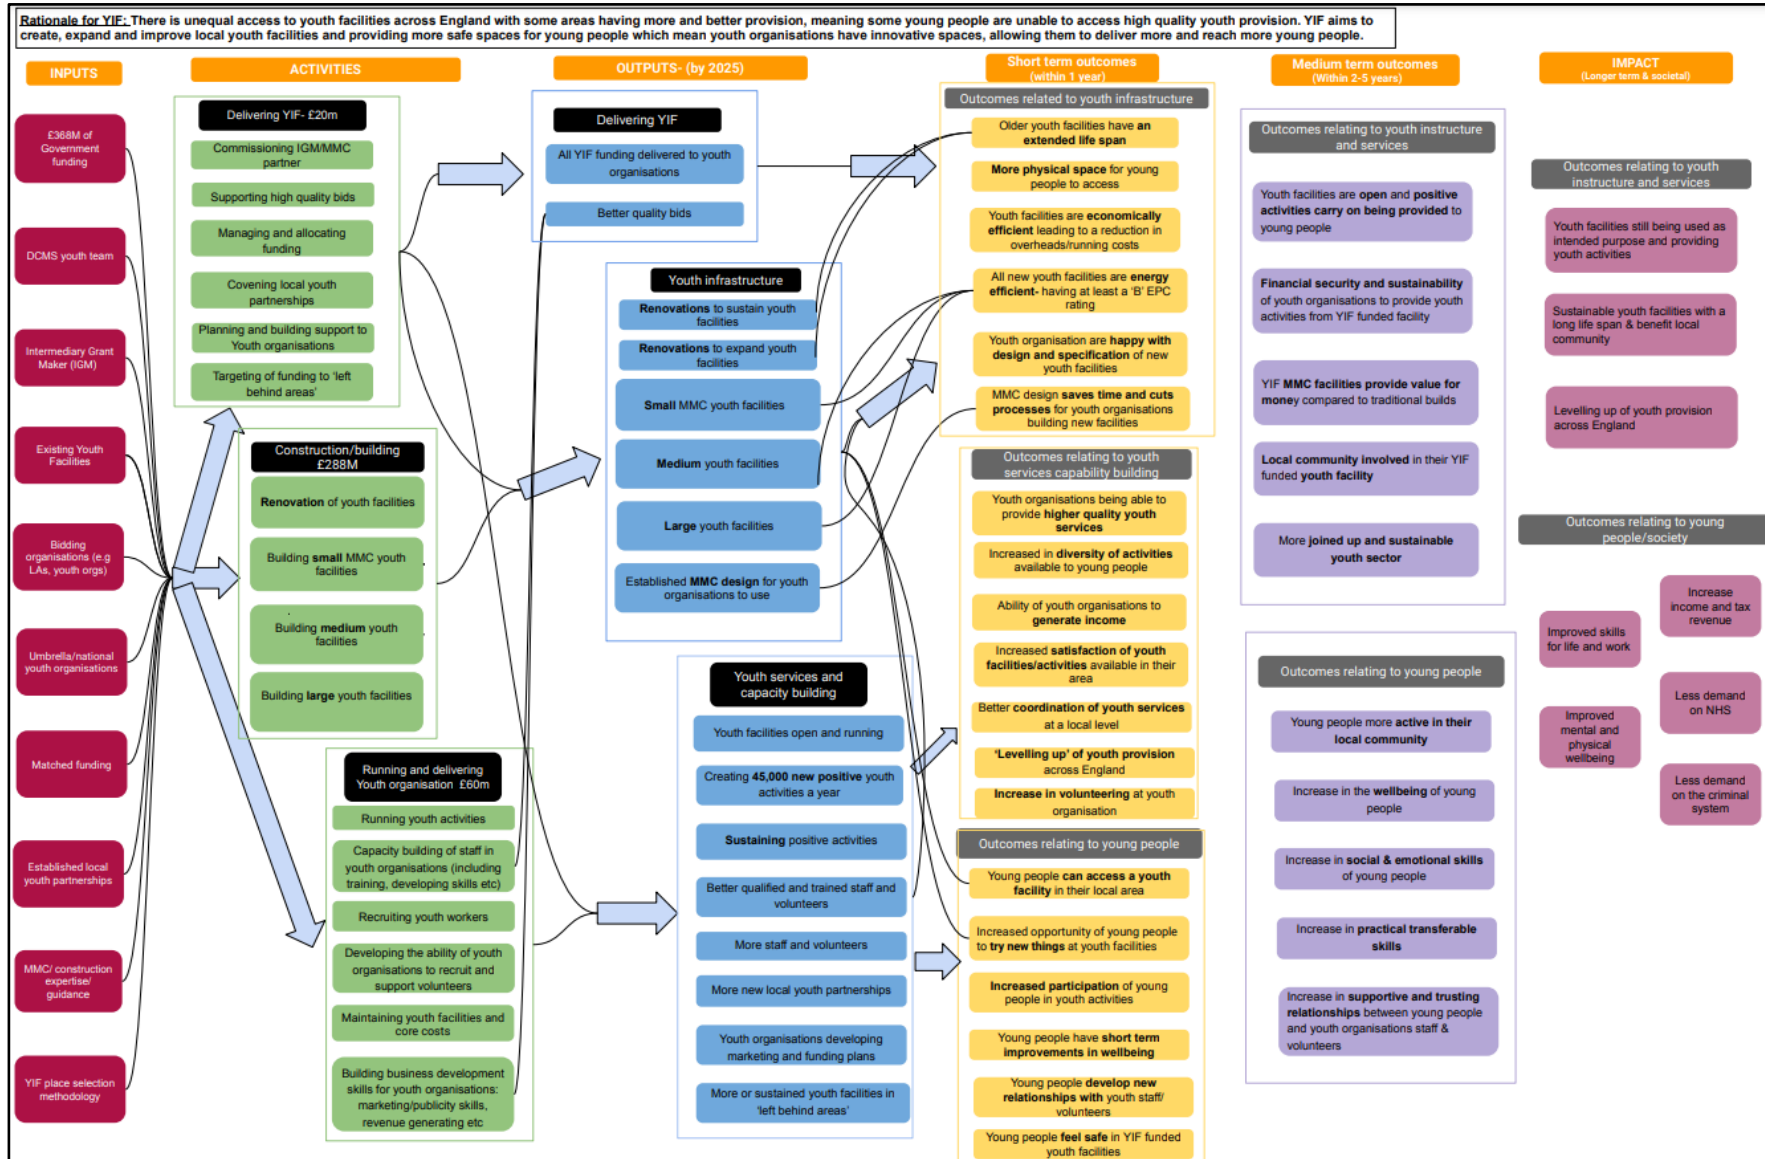 Rationale for YIF: There is unequal access to youth facilities across England with some areas having more and better provision, meaning some young people are unable to access high quality youth provision. YIF aims to
create, expand and improve local youth facilities and providing more safe spaces for young people which mean youth organisations have innovative spaces, allowing them to deliver more and reach more young people.
INPUTS
£368M of
Government
funding
DCMS youth team
Intermediary Grant
Maker (IGM)
Existing Youth
Facilities
Bidding
organisations (e.g
LAs, youth orgs)
Umbrella/national
youth organisations
Matched funding
Established local
youth partnerships
MMC/ construction
expertise/
guidance
YIF place selection
methodology
ACTIVITIES
Delivering YIF- £20m
Commissioning IGM/MMC
partner
Supporting high quality bids
Managing and allocating
funding
Covening local youth
partnerships
Planning and building support to
Youth organisations
Targeting of funding to 'left
behind areas'
Construction/building
£288M
Renovation of youth facilities
Building small MMC youth
facilities
Building medium youth
facilities
Building large youth facilities
Running and delivering
Youth organisation £60m
Running youth activities
Capacity building of staff in
youth organisations (including
training, developing skills etc)
Recruiting youth workers
Developing the ability of youth
organisations to recruit and
support volunteers
Maintaining youth facilities and
core costs
Building business development
skills for youth organisations:
marketing/publicity skills,
revenue generating etc
OUTPUTS- (by 2025)
Delivering YIF
All YIF funding delivered to youth
organisations
Better quality bids
Youth infrastructure
Renovations to sustain youth
facilities
Renovations to expand youth
facilities
Small MMC youth facilities
Medium youth facilities
Large youth facilities
Established MMC design for youth
organisations to use
Youth services and
capacity building
Youth facilities open and running
Creating 45,000 new positive youth
activities a year
Sustaining positive activities
Better qualified and trained staff and
volunteers
More staff and volunteers
More new local youth partnerships
Youth organisations developing
marketing and funding plans
More or sustained youth facilities in
'left behind areas'
Short term outcomes
(within 1 year)
Outcomes related to youth infrastructure
Older youth facilities have an
extended life span
More physical space for young
people to access
Youth facilities are economically
efficient leading to a reduction in
overheads/running costs
All new youth facilities are energy
efficient- having at least a 'B' EPC
rating
Youth organisation are happy with
design and specification of new
youth facilities
MMC design saves time and cuts
processes for youth organisations
building new facilities
Outcomes relating to youth
services capability building
Youth organisations being able to
provide higher quality youth
services
Increased in diversity of activities
available to young people
Ability of youth organisations to
generate income
Increased satisfaction of youth
facilities/activities available in their
area
Better coordination of youth services
at a local level
'Levelling up' of youth provision
across England
Increase in volunteering at youth
organisation
Outcomes relating to young people
Young people can access a youth
facility in their local area
Increased opportunity of young people
to try new things at youth facilities
Increased participation of young
people in youth activities
Young people have short term
improvements in wellbeing
Young people develop new
relationships with youth staff/
volunteers
Young people feel safe in YIF funded
youth facilities
Medium term outcomes
(Within 2-5 years)
Outcomes relating to youth instructure
and services
Youth facilities are open and positive
activities carry on being provided to
young people
Financial security and sustainability
of youth organisations to provide youth
activities from YIF funded facility
YIF MMC facilities provide value for
money compared to traditional builds
Local community involved in their YIF
funded youth facility
More joined up and sustainable
youth sector
Outcomes relating to young people
Young people more active in their
local community
Increase in the wellbeing of young
people
Increase in social & emotional skills
of young people
Increase in practical transferable
skills
Increase in supportive and trusting
relationships between young people
and youth organisations staff &
volunteers
IMPACT
(Longer term & societal)
Outcomes relating to youth
instructure and services
Youth facilities still being used as
intended purpose and providing
youth activities
Sustainable youth facilities with a
long life span & benefit local
community
Levelling up of youth provision
across England
Outcomes relating to young
people/society
Improved skills
for life and work
Increase
income and tax
revenue
Improved
mental and
physical
wellbeing
Less demand
on NHS
Less demand
on the criminal
system